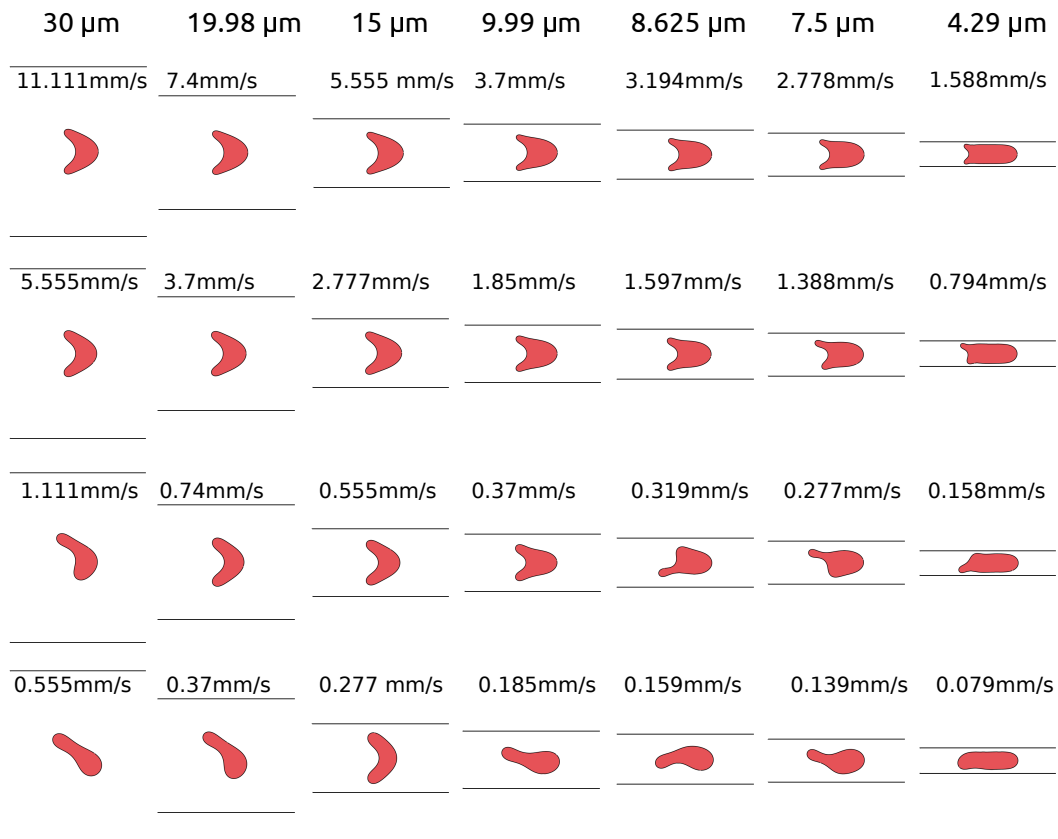 30 µm 19.98 µm 15 µm 9.99 µm 8.625 µm 7.5 µm 4.29 µm
11.111mm/s 7.4mm/s 5.555 mm/s 3.7mm/s 3.194mm/s 2.778mm/s 1.588mm/s
5.555mm/s 3.7mm/s 2.777mm/s 1.85mm/s 1.597mm/s 1.388mm/s 0.794mm/s
1.111mm/s 0.74mm/s 0.555mm/s 0.37mm/s 0.319mm/s 0.277mm/s 0.158mm/s
0.555mm/s 0.37mm/s 0.277 mm/s 0.185mm/s 0.159mm/s 0.139mm/s 0.079mm/s